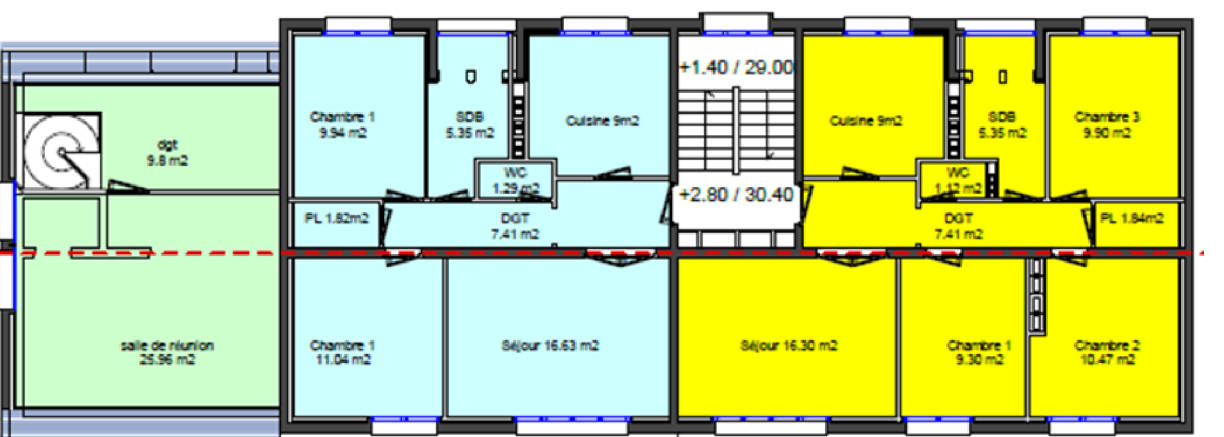 +1.40 / 29.00
Chambre 1
9.94 m2
SDB
5.35 m2
Cuisine 9m2
Cuisine 9m2
SDB
5.35 m2
Chambre 3
9.90 m2
dgt
9.8 m2
WC
1.29 m2
+2.80 / 30.40
WC
1.12 m2
PL 1.82m2
DGT
7.41 m2
DGT
7.41 m2
PL 1.84m2
salle de réunion
25.96 m2
Chambre 1
11.04 m2
Séjour 16.63 m2
Séjour 16.30 m2
Chambre 1
9.30 m2
Chambre 2
10.47 m2